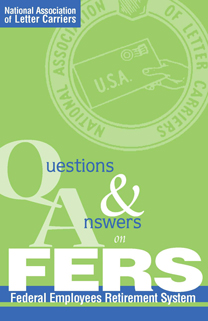 National Association
of Letter Carriers
NATIONAL ASSOCIATION OF LETTER CARRIERS
U.S.A.
Questions
&
Answers
on
FERS
Federal Employees Retirement System